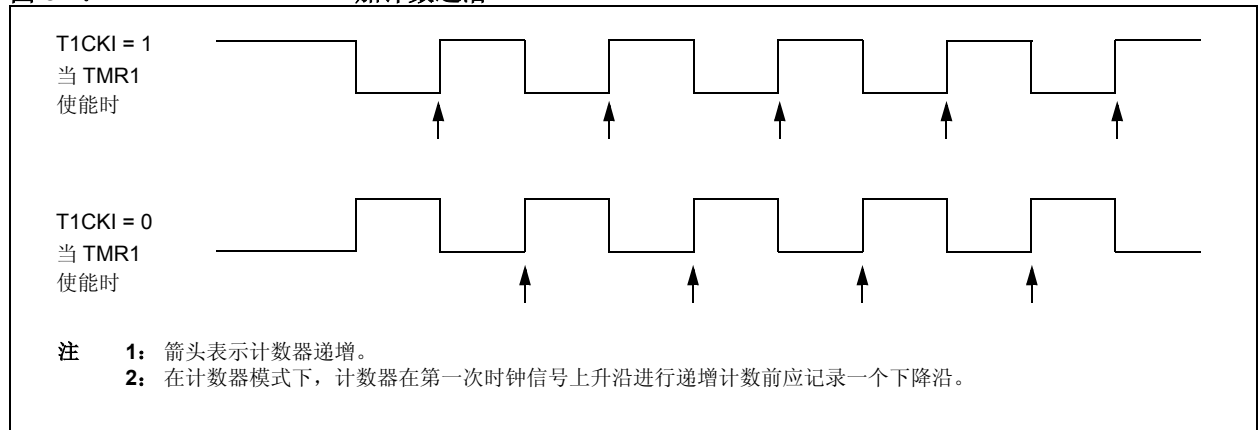 T1CKI = 1
当 TMR1
使能时
T1CKI = 0
当 TMR1
使能时
注 1： 箭头表示计数器递增。
2： 在计数器模式下，计数器在第一次时钟信号上升沿进行递增计数前应记录一个下降沿。